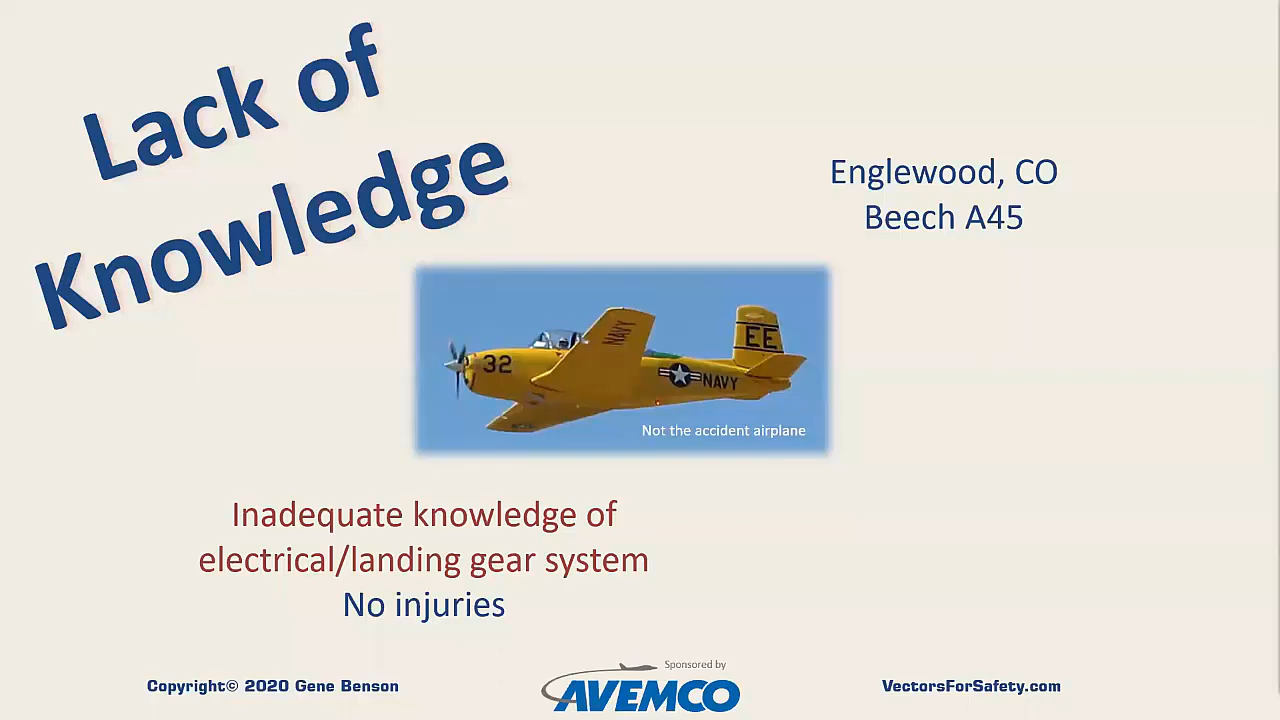 Lack of
Knowledge
Englewood, CO
Beech A45
32
NAVY
EE
NAVY
Not the accident airplane
Inadequate knowledge of
electrical/landing gear system
No injuries
Copyright© 2020 Gene Benson
Sponsored by
AVEMCO
VectorsForSafety.com